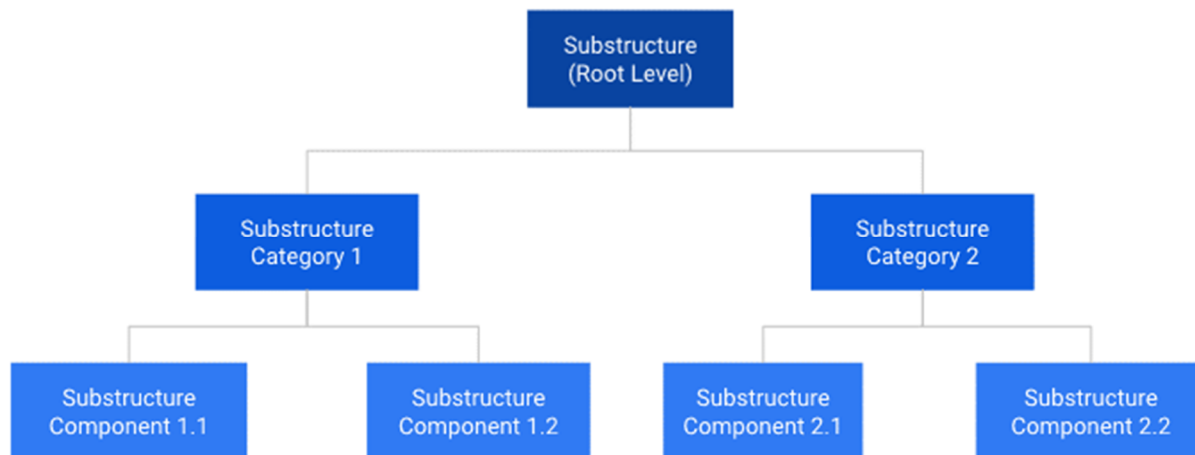 Substructure
(Root Level)
Substructure
Category 1
Substructure
Category 2
Substructure
Component 1.1
Substructure
Component 1.2
Substructure
Component 2.1
Substructure
Component 2.2